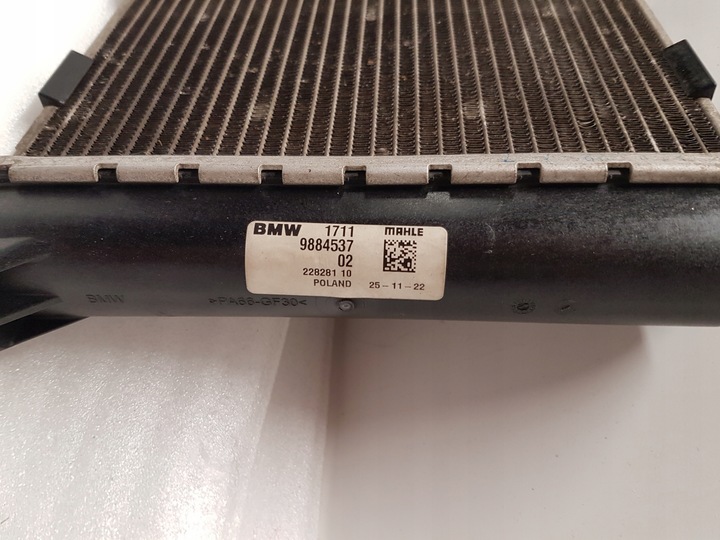 BMW 1711 MAHLE
9884537
02
228281 10
POLAND 25-11-22
BMW >PA66-GF30<